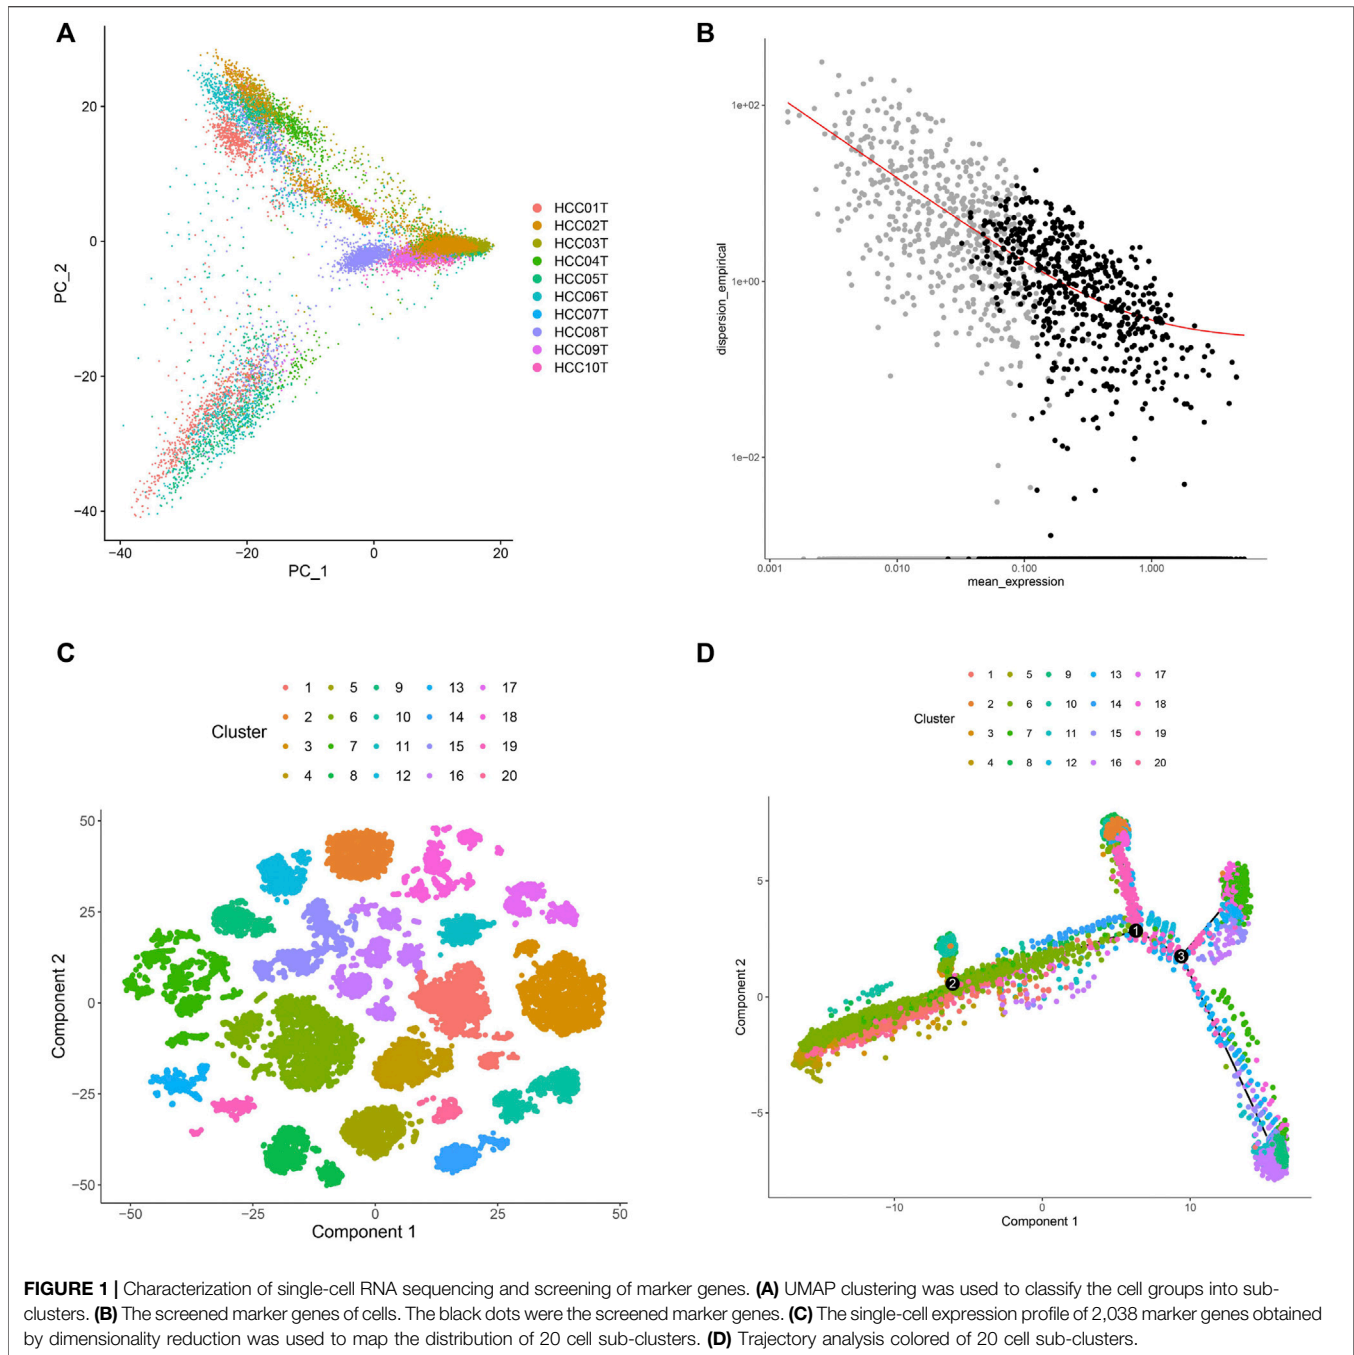 A
20
0
−20
−40
−40
−20
0
20
PC_2
PC_1
HCC01T
HCC02T
HCC03T
HCC04T
HCC05T
HCC06T
HCC07T
HCC08T
HCC09T
HCC10T
B
1e+02
1e+00
1e−02
0.001
0.010
0.100
1.000
dispersion_empirical
mean_expression
C
Cluster
1 5 9 13 17
2 6 10 14 18
3 7 11 15 19
4 8 12 16 20
50
25
0
−25
−50
−50
−25
0
25
50
Component 2
Component 1
D
Cluster
1 5 9 13 17
2 6 10 14 18
3 7 11 15 19
4 8 12 16 20
5
0
−5
−10
0
10
Component 2
Component 1
1
2
3
FIGURE 1 | Characterization of single-cell RNA sequencing and screening of marker genes. (A) UMAP clustering was used to classify the cell groups into sub-
clusters. (B) The screened marker genes of cells. The black dots were the screened marker genes. (C) The single-cell expression profile of 2,038 marker genes obtained
by dimensionality reduction was used to map the distribution of 20 cell sub-clusters. (D) Trajectory analysis colored of 20 cell sub-clusters.